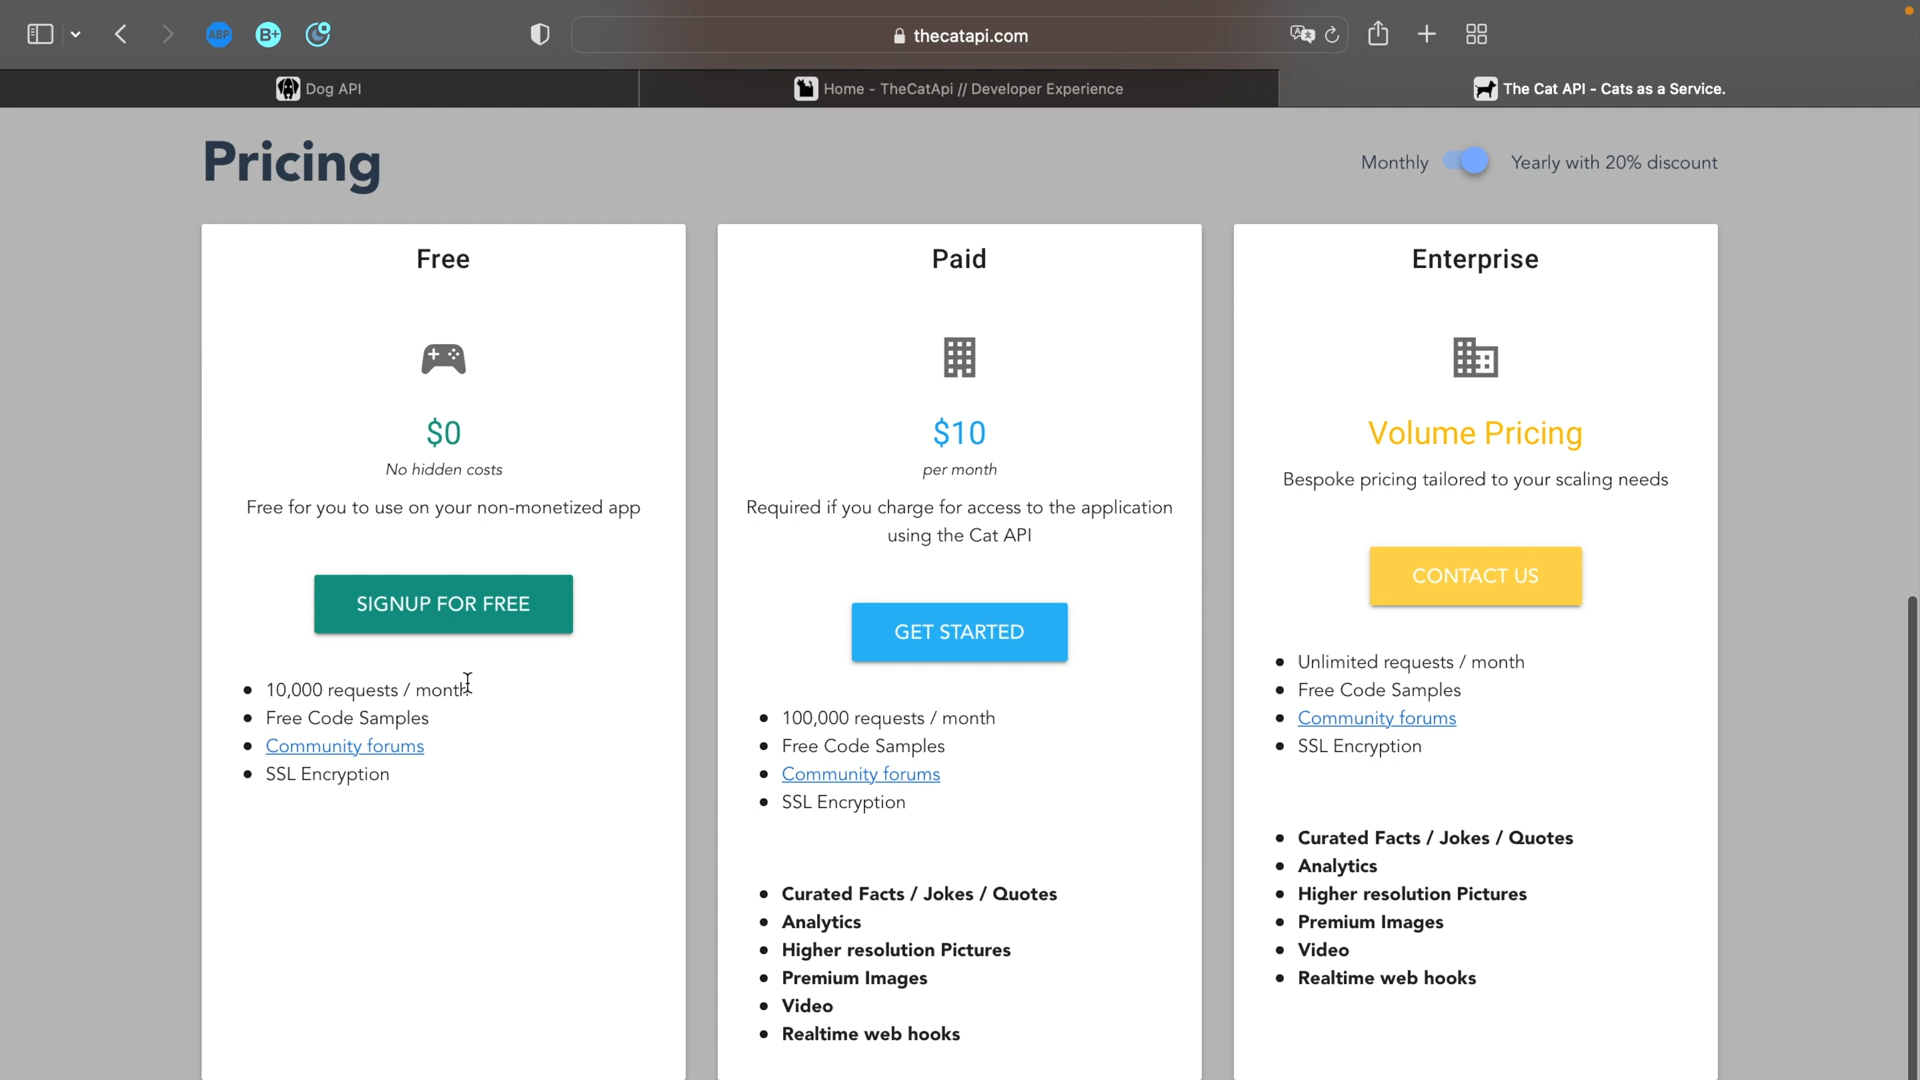 ABP
B+
thecatapi.com
Dog API
Home - TheCatApi // Developer Experience
The Cat API - Cats as a Service.
Pricing
Monthly
Yearly with 20% discount
Free
$0
No hidden costs
Free for you to use on your non-monetized app
SIGNUP FOR FREE
10,000 requests / month
Free Code Samples
Community forums
SSL Encryption
Paid
$10
per month
Required if you charge for access to the application
using the Cat API
GET STARTED
100,000 requests / month
Free Code Samples
Community forums
SSL Encryption
Curated Facts / Jokes / Quotes
Analytics
Higher resolution Pictures
Premium Images
Video
Realtime web hooks
Enterprise
Volume Pricing
Bespoke pricing tailored to your scaling needs
CONTACT US
Unlimited requests / month
Free Code Samples
Community forums
SSL Encryption
Curated Facts / Jokes / Quotes
Analytics
Higher resolution Pictures
Premium Images
Video
Realtime web hooks